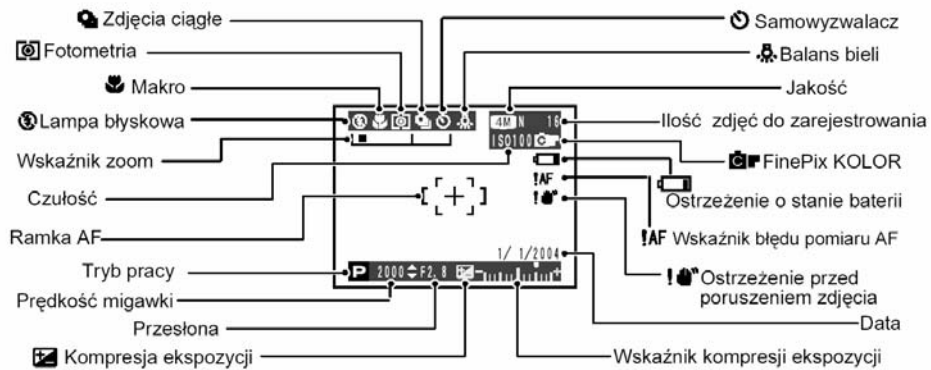 Zdjęcia ciągłe
Samowyzwalacz
Fotometria
Balans bieli
Makro
Jakość
Lampa błyskowa
4M N 16
Ilość zdjęć do zarejestrowania
Wskaźnik zoom
ISO100
FinePix KOLOR
Czułość
Ostrzeżenie o stanie baterii
!AF
Ramka AF
!AF Wskaźnik błędu pomiaru AF
1/ 1/2004
Tryb pracy
P 2000 F2.8
! Ostrzeżenie przed
poruszeniem zdjęcia
Prędkość migawki
Przesłona
Data
Kompresja ekspozycji
Wskaźnik kompresji ekspozycji